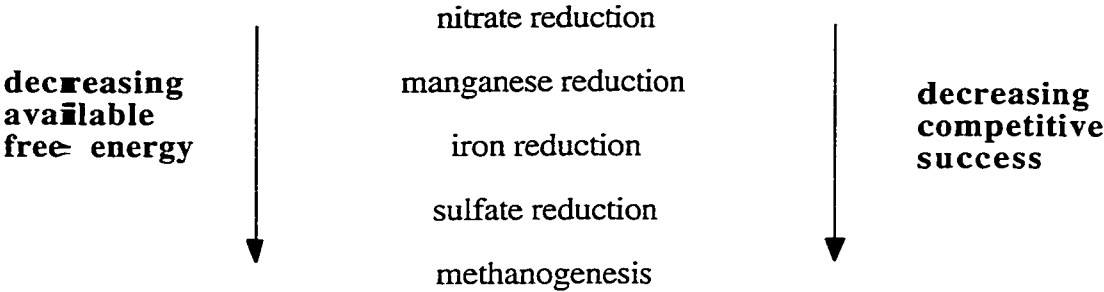 nitrate reduction
manganese reduction
iron reduction
sulfate reduction
methanogenesis
decreasing
available
free energy
decreasing
competitive
success